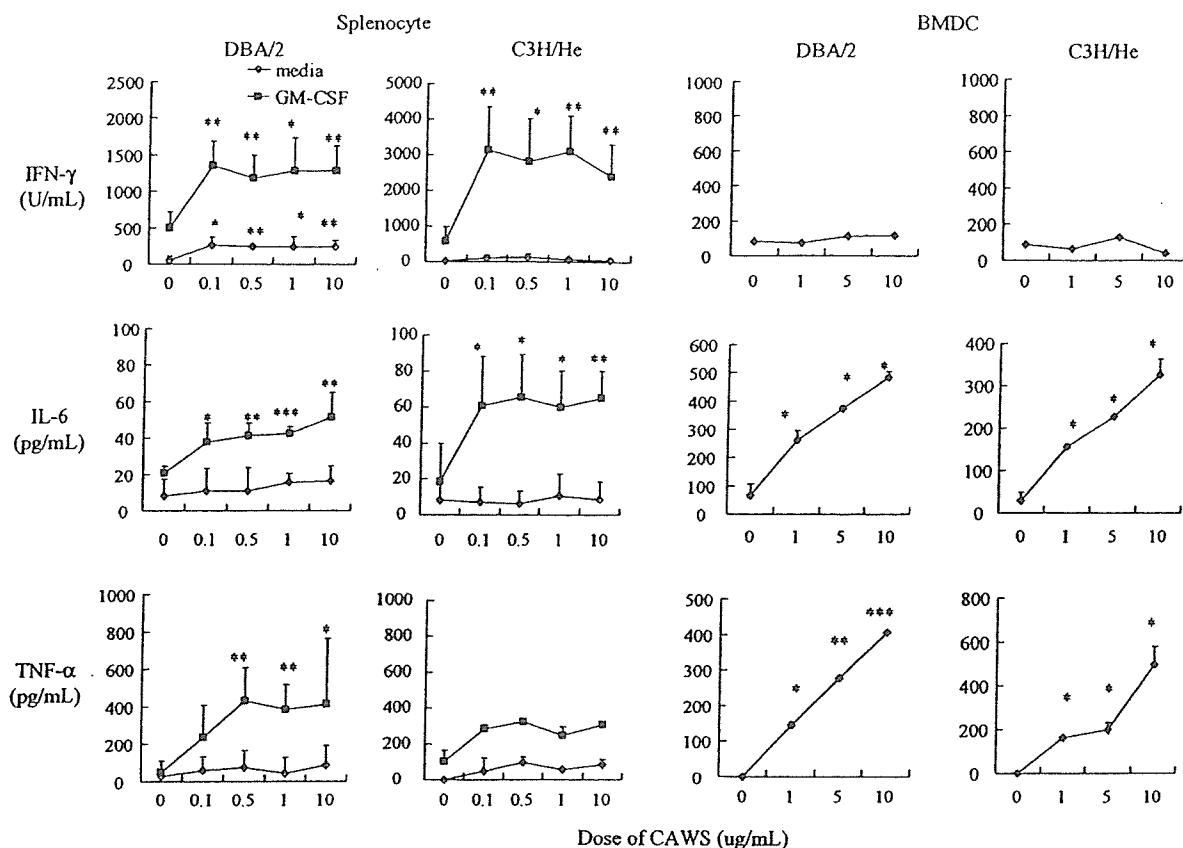 Splenocyte BMDC
DBA/2 C3H/He DBA/2 C3H/He
media
GM-CSF
IFN-γ
(U/mL)
2500 2000 1500 1000 500 0
** ** * **
* ** * **
0 0.1 0.5 1 10
5000 4000 3000 2000 1000 0
** * ** **
0 0.1 0.5 1 10
1000 800 600 400 200 0
0 1 5 10
1000 800 600 400 200 0
0 1 5 10
IL-6
(pg/mL)
100 80 60 40 20 0
* ** *** **
0 0.1 0.5 1 10
100 80 60 40 20 0
* * * **
0 0.1 0.5 1 10
600 500 400 300 200 100 0
* * *
0 1 5 10
400 300 200 100 0
* * *
0 1 5 10
TNF-α
(pg/mL)
1000 800 600 400 200 0
** ** *
0 0.1 0.5 1 10
1000 800 600 400 200 0
0 0.1 0.5 1 10
500 400 300 200 100 0
* ** ***
0 1 5 10
800 600 400 200 0
* * *
0 1 5 10
Dose of CAWS (ug/mL)